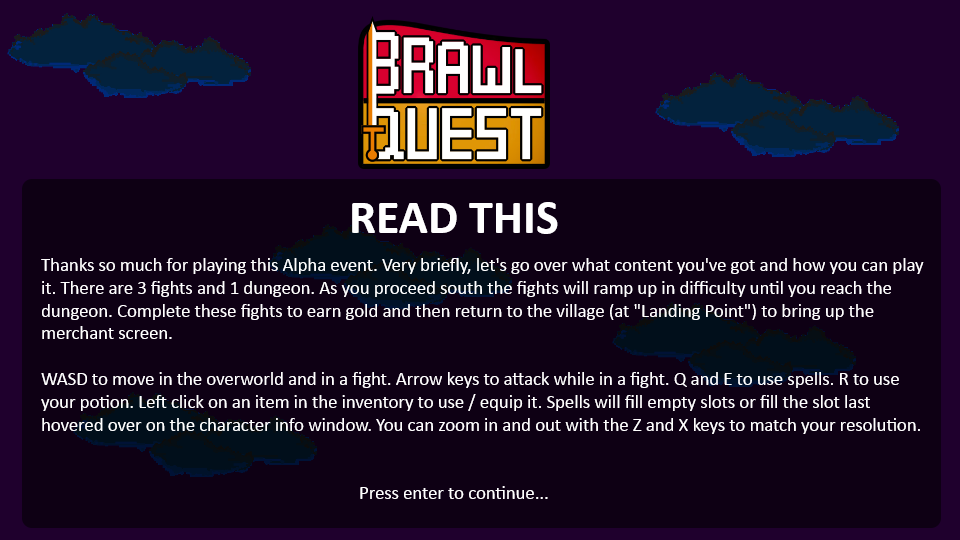 BRAWL
QUEST
READ THIS
Thanks so much for playing this Alpha event. Very briefly, let's go over what content you've got and how you can play
it. There are 3 fights and 1 dungeon. As you proceed south the fights will ramp up in difficulty until you reach the
dungeon. Complete these fights to earn gold and then return to the village (at "Landing Point") to bring up the
merchant screen.
WASD to move in the overworld and in a fight. Arrow keys to attack while in a fight. Q and E to use spells. R to use
your potion. Left click on an item in the inventory to use / equip it. Spells will fill empty slots or fill the slot last
hovered over on the character info window. You can zoom in and out with the Z and X keys to match your resolution.
Press enter to continue...